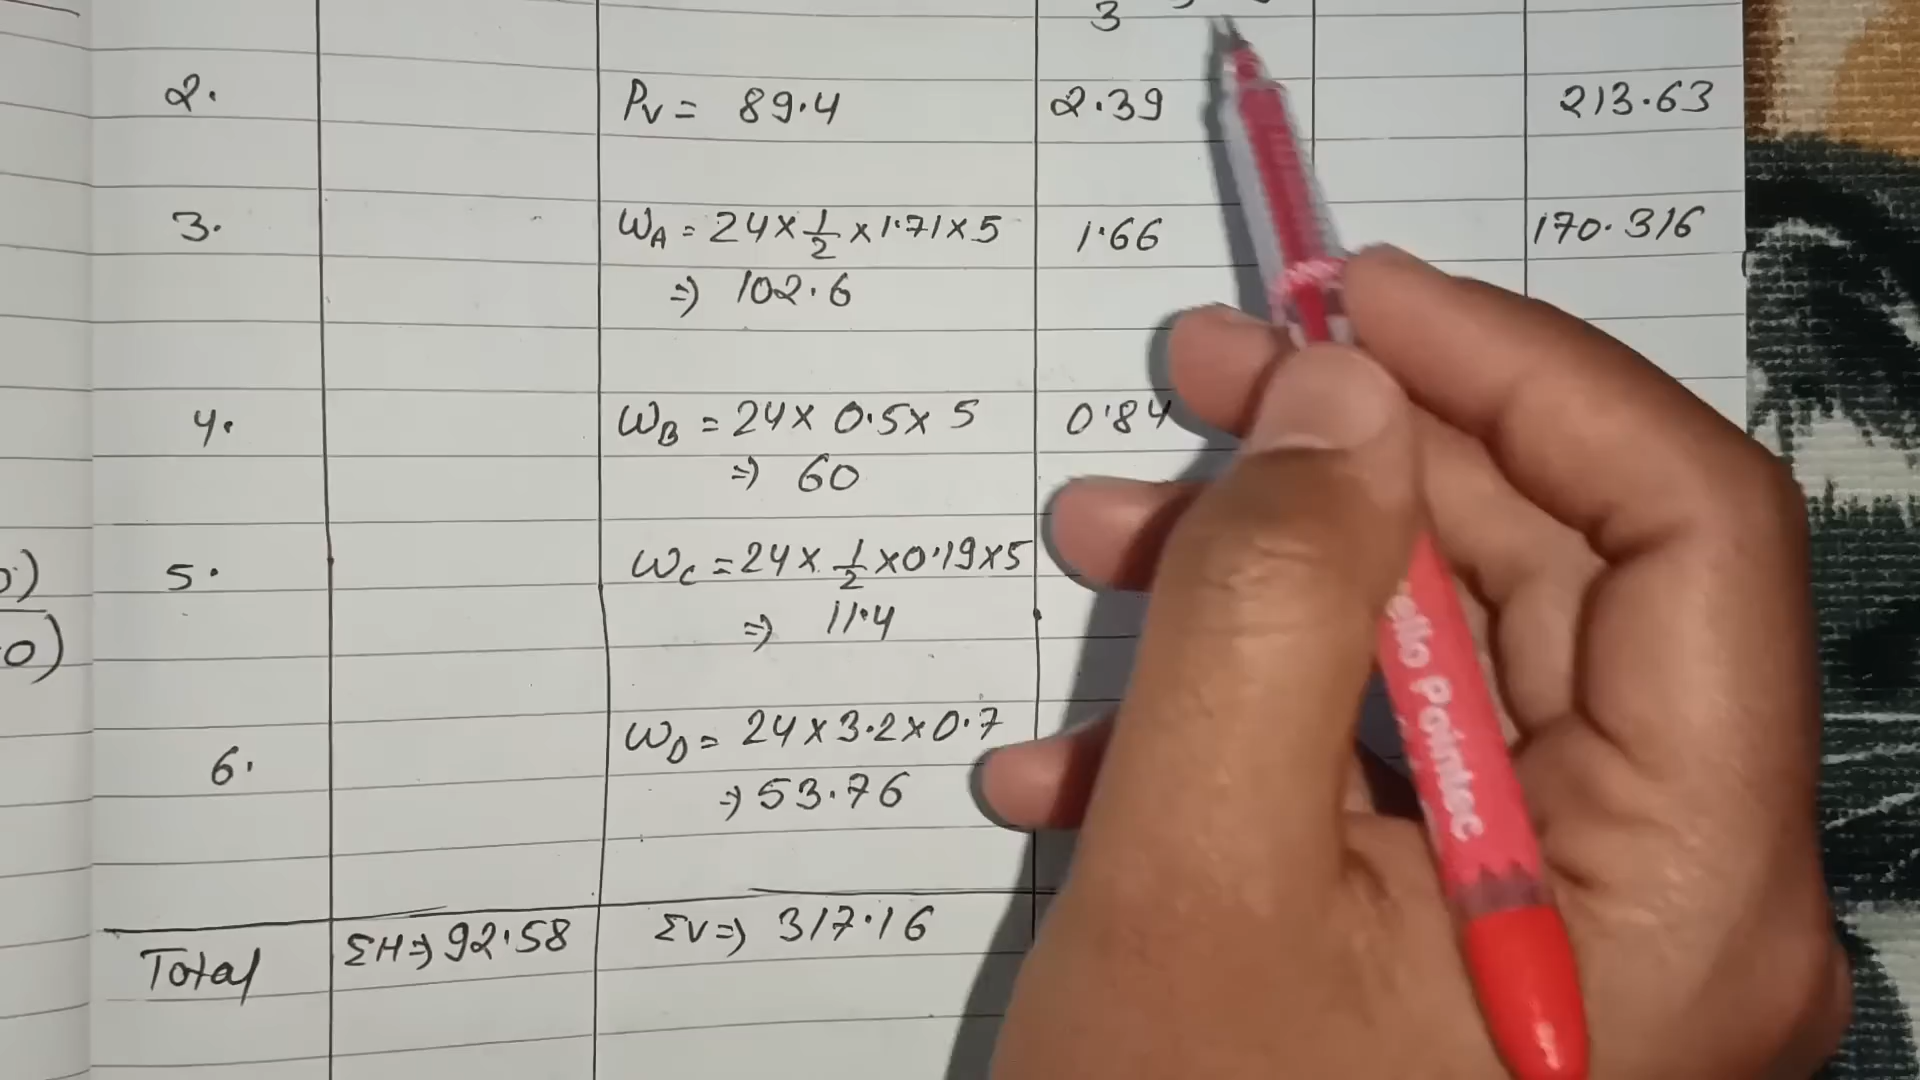 3
2. Pv = 89.4 2.39 213.63
3. WA = 24 × 1/2 × 1.71 × 5 1.66 170.316
=) 102.6
4. WB = 24 × 0.5 × 5 0.84
=) 60
5. WC = 24 × 1/2 × 0.19 × 5
0)
=) 11.4
6. WD = 24 × 3.2 × 0.7
=) 53.76
Total ΣH=) 92.58 ΣV=) 317.16
ello Pointec